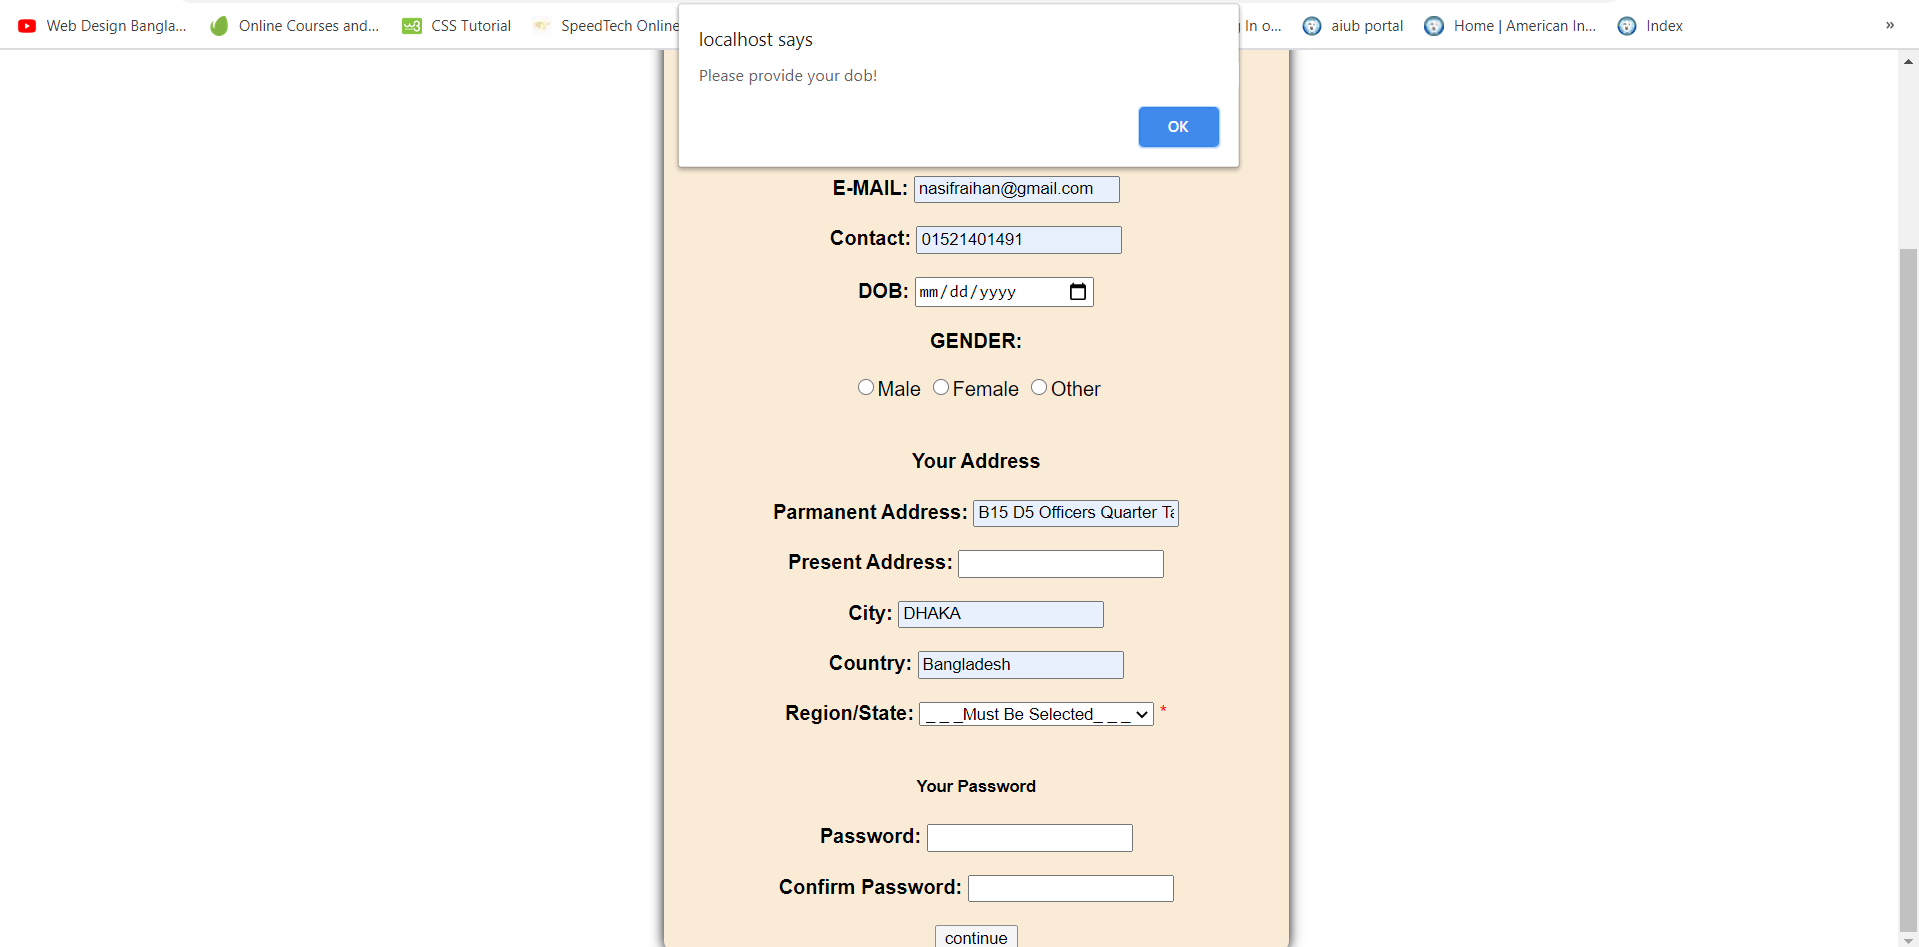 Web Design Bangla... Online Courses and... CSS Tutorial SpeedTech Online In o... aiub portal Home | American In... Index »
localhost says
Please provide your dob!
OK
E-MAIL: nasifraihan@gmail.com
Contact: 01521401491
DOB: mm/dd/yyyy
GENDER:
Male Female Other
Your Address
Parmanent Address: B15 D5 Officers Quarter Ta
Present Address:
City: DHAKA
Country: Bangladesh
Region/State: _ _ _Must Be Selected_ _ _ *
Your Password
Password:
Confirm Password:
continue